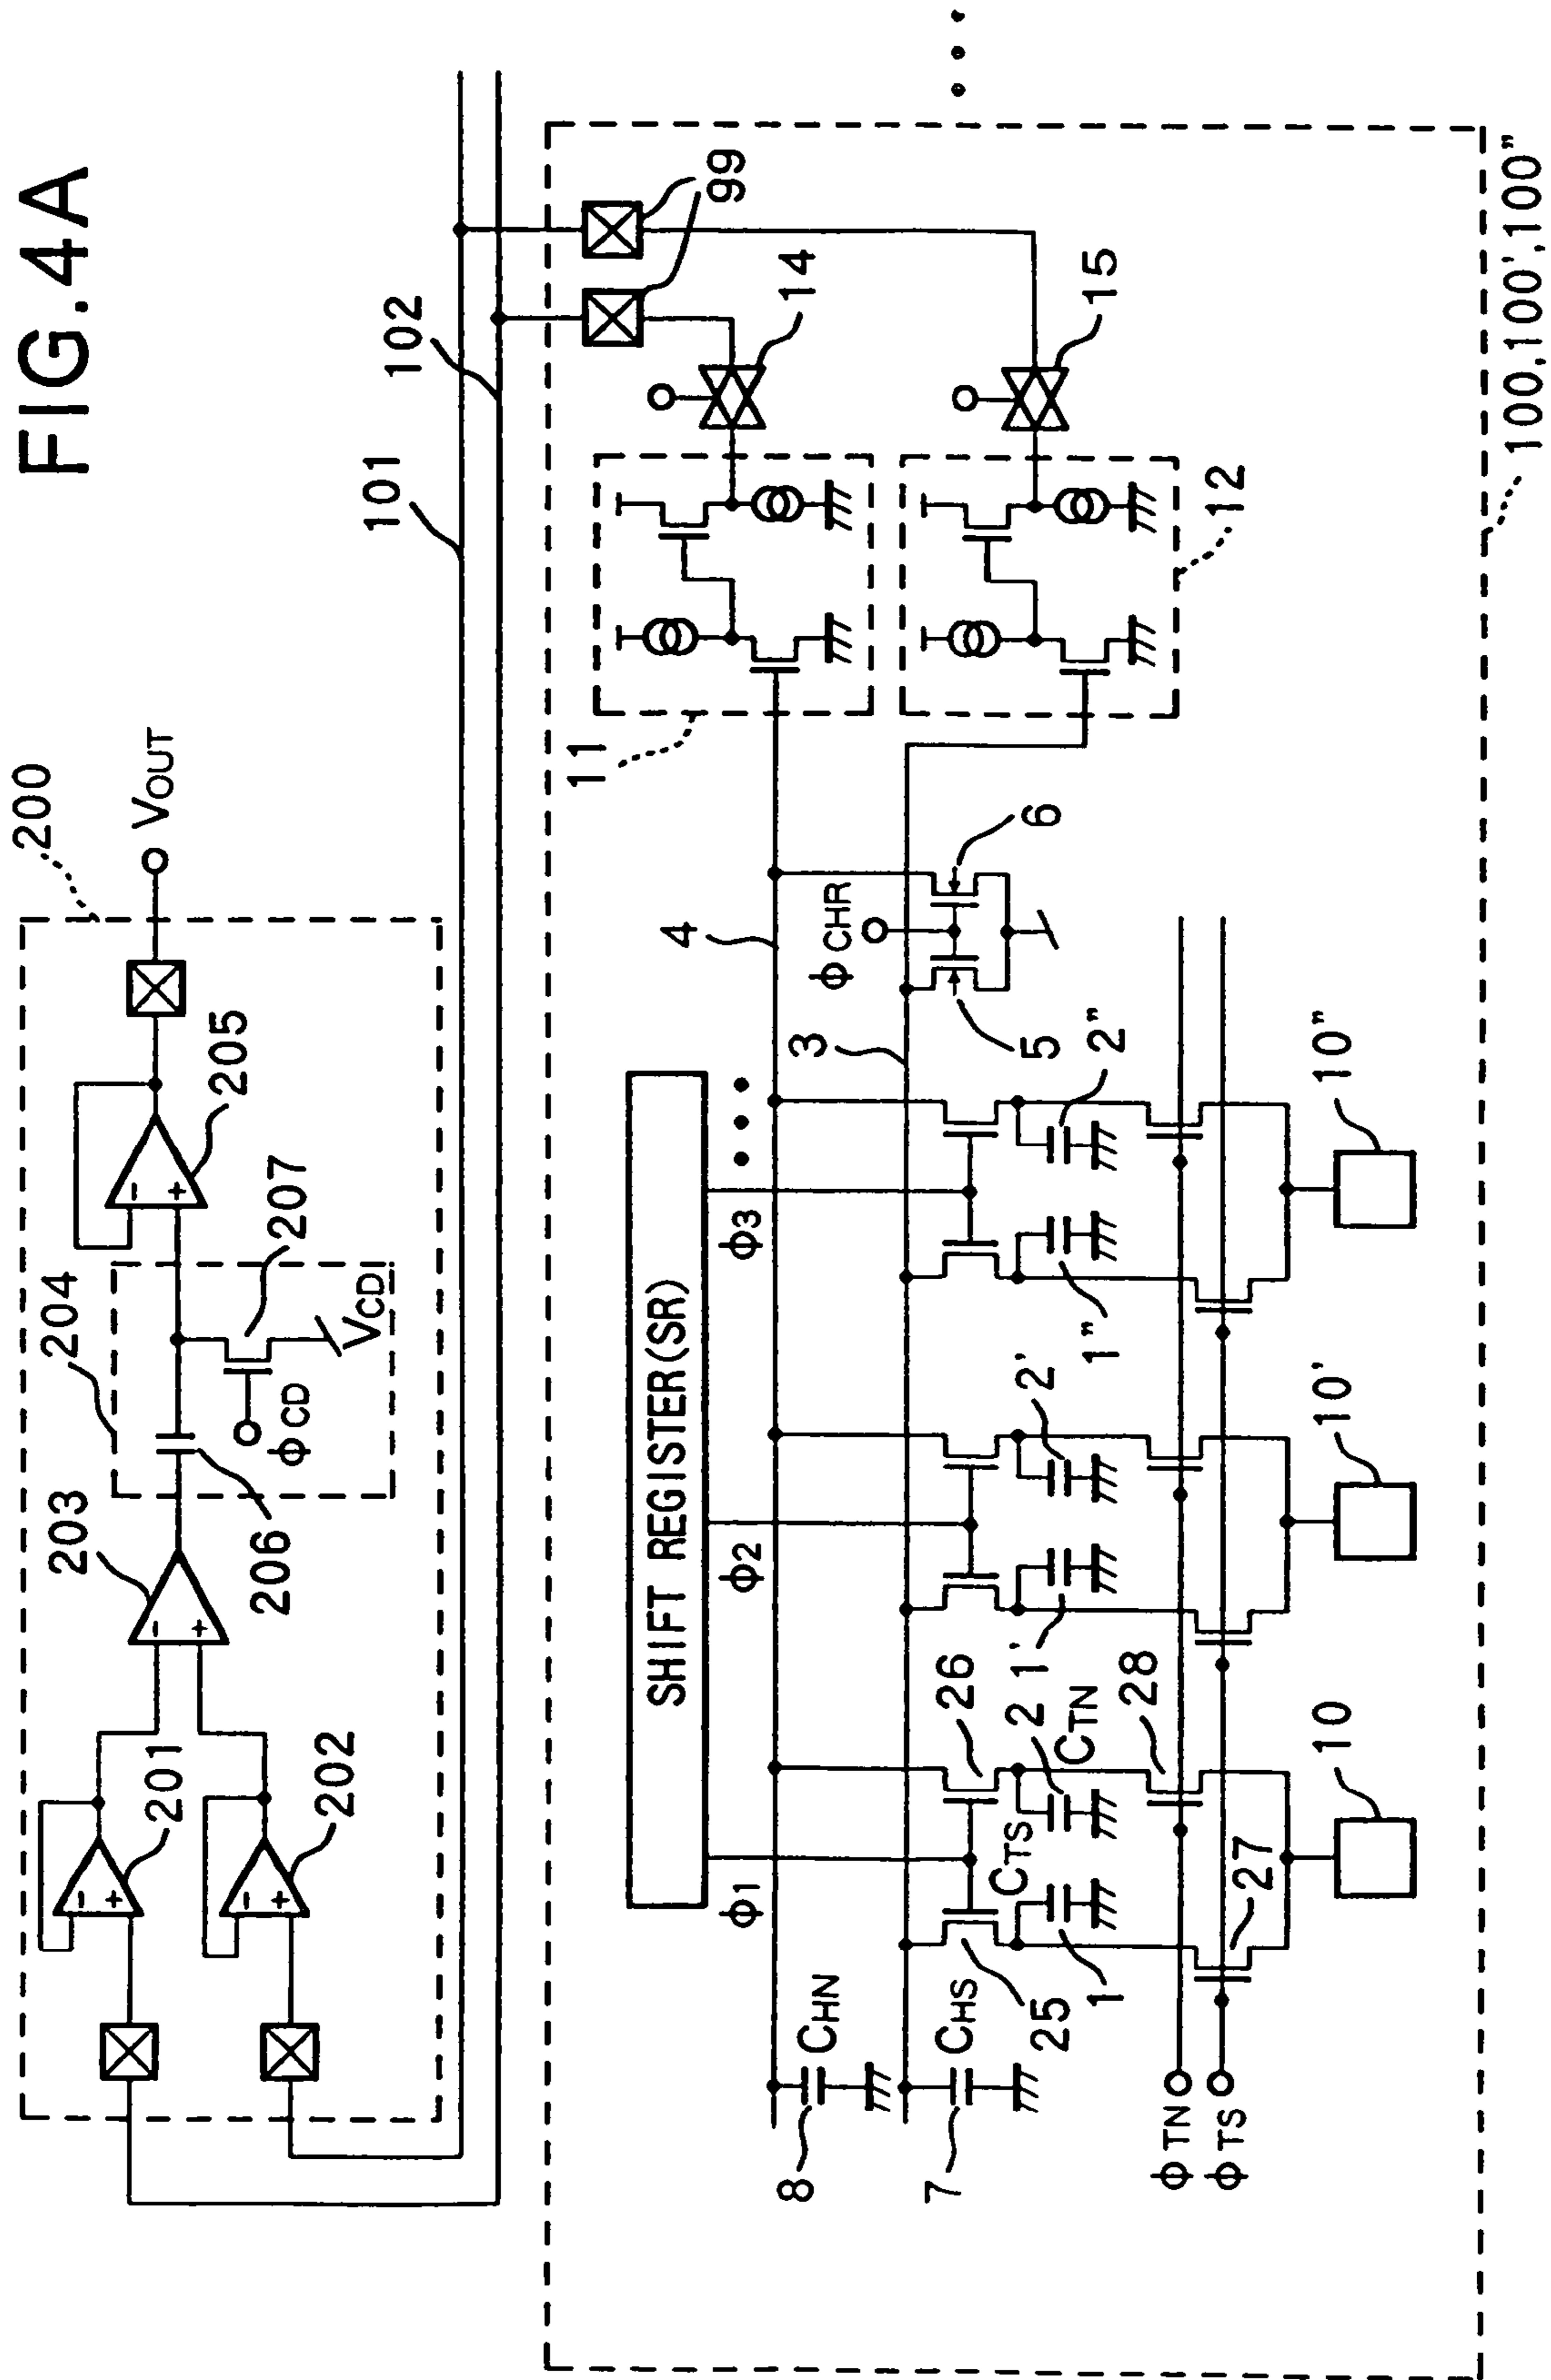 FIG.4A
200
VOUT
204
203
205
207
VCD
φCD
206
201
202
−
+
−
+
−
+
−
+
101
102
99
14
15
11
12
SHIFT REGISTER(SR)
φ1
φ2
φ3
4
3
φCHR
6
5
8
CHN
7
CHS
25
26
1
CTS
2
CTN
28
27
1'
2'
1"
2"
φTN
φTS
10
10'
10"
100,100',100"